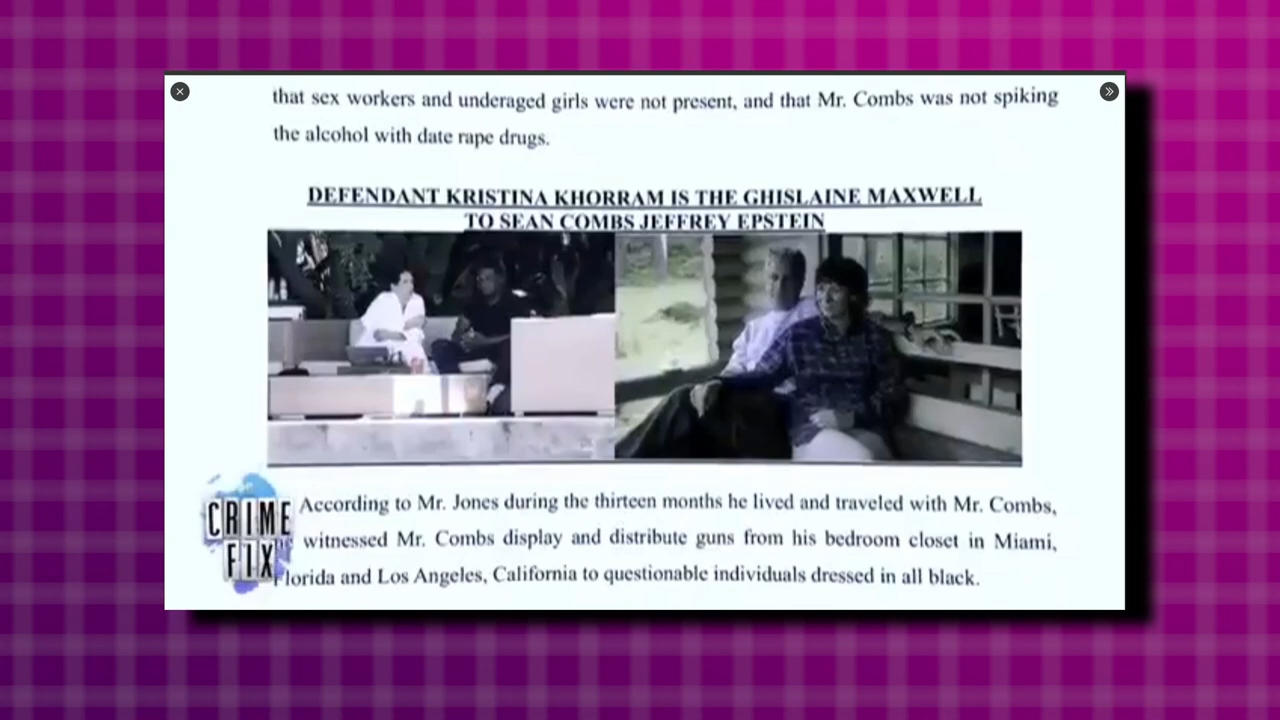 that sex workers and underaged girls were not present, and that Mr. Combs was not spiking
the alcohol with date rape drugs.
DEFENDANT KRISTINA KHORRAM IS THE GHISLAINE MAXWELL
TO SEAN COMBS JEFFREY EPSTEIN
According to Mr. Jones during the thirteen months he lived and traveled with Mr. Combs,
witnessed Mr. Combs display and distribute guns from his bedroom closet in Miami,
Florida and Los Angeles, California to questionable individuals dressed in all black.
CRIME
FIX